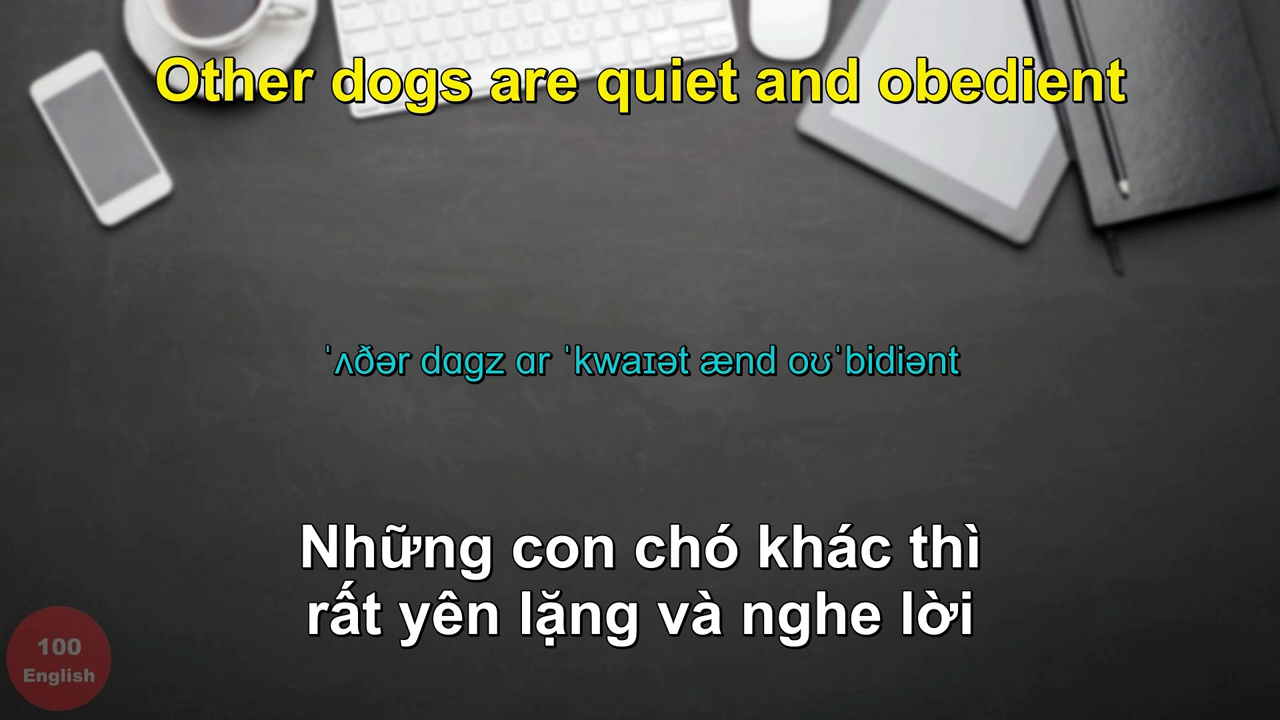 Other dogs are quiet and obedient
ˈʌðər dɑgz ɑr ˈkwaɪət ænd oʊˈbidiənt
Những con chó khác thì
rất yên lặng và nghe lời
100
English